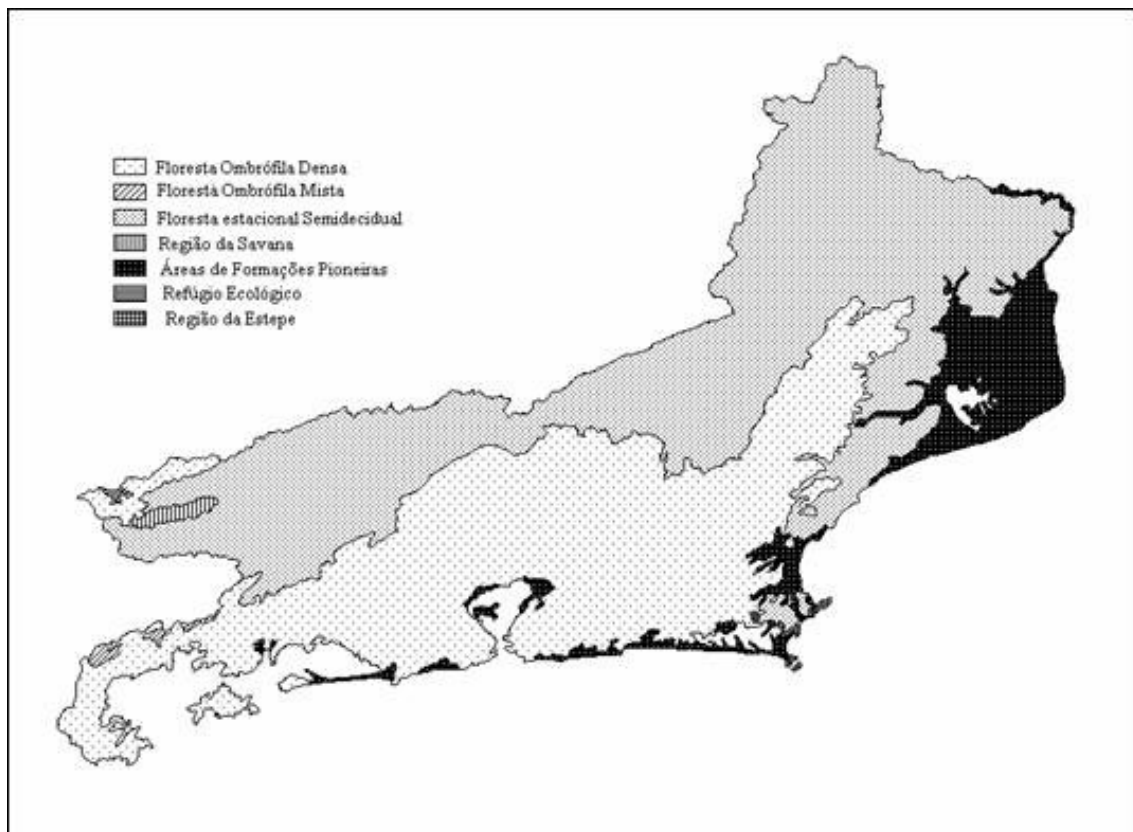 Floresta Ombrófila Densa
Floresta Ombrófila Mista
Floresta estacional Semidecidual
Região da Savana
Áreas de Formações Pioneiras
Refúgio Ecológico
Região da Estepe